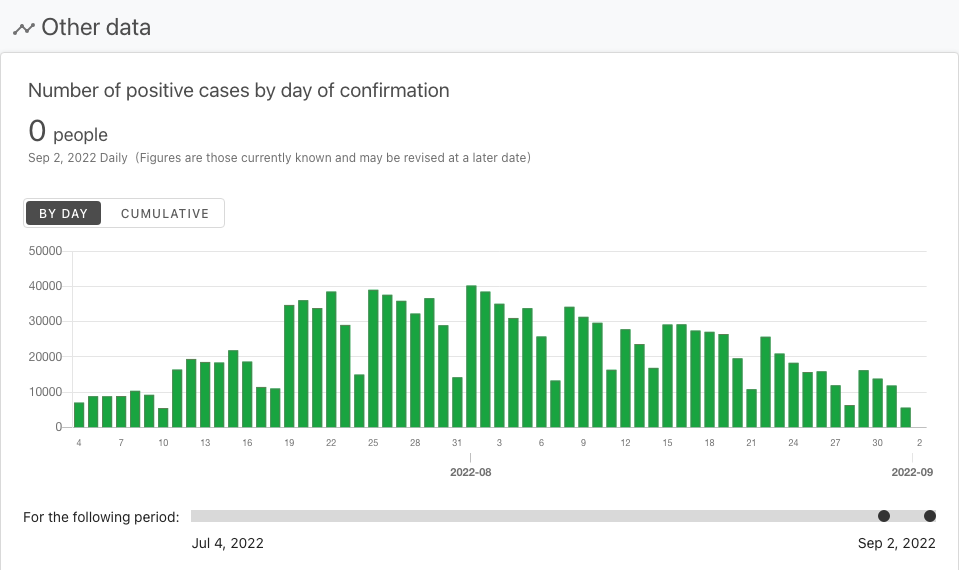 Other data
Number of positive cases by day of confirmation
0 people
Sep 2, 2022 Daily (Figures are those currently known and may be revised at a later date)
BY DAY CUMULATIVE
50000
40000
30000
20000
10000
0
4 7 10 13 16 19 22 25 28 31 3 6 9 12 15 18 21 24 27 30 2
2022-08 2022-09
For the following period:
Jul 4, 2022 Sep 2, 2022